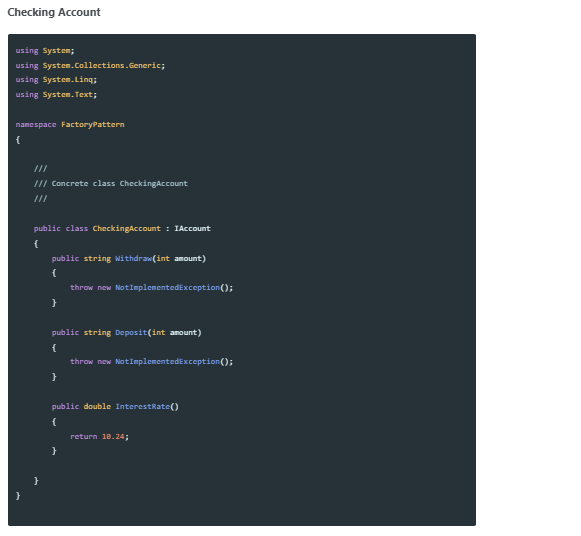 Checking Account
using System;
using System.Collections.Generic;
using System.Linq;
using System.Text;
namespace FactoryPattern
{
///
/// Concrete class CheckingAccount
///
public class CheckingAccount : IAccount
{
public string Withdraw(int amount)
{
throw new NotImplementedException();
}
public string Deposit(int amount)
{
throw new NotImplementedException();
}
public double InterestRate()
{
return 10.24;
}
}
}